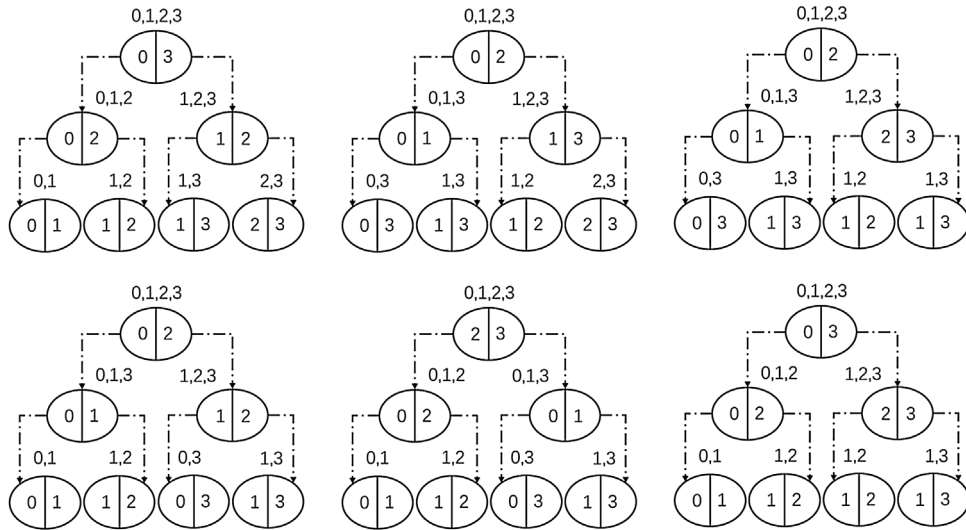 0,1,2,3 0,1,2,3 0,1,2,3
0 3 0 2 0 2
0,1,2 1,2,3 0,1,3 1,2,3 0,1,3 1,2,3
0 2 1 2 0 1 1 3 0 1 2 3
0,1 1,2 1,3 2,3 0,3 1,3 1,2 2,3 0,3 1,3 1,2 1,3
0 1 1 2 1 3 2 3 0 3 1 3 1 2 2 3 0 3 1 3 1 2 1 3
0,1,2,3 0,1,2,3 0,1,2,3
0 2 2 3 0 3
0,1,3 1,2,3 0,1,2 0,1,3 0,1,2 1,2,3
0 1 1 2 0 2 0 1 0 2 2 3
0,1 1,2 0,3 1,3 0,1 1,2 0,3 1,3 0,1 1,2 1,2 1,3
0 1 1 2 0 3 1 3 0 1 1 2 0 3 1 3 0 1 1 2 1 2 1 3